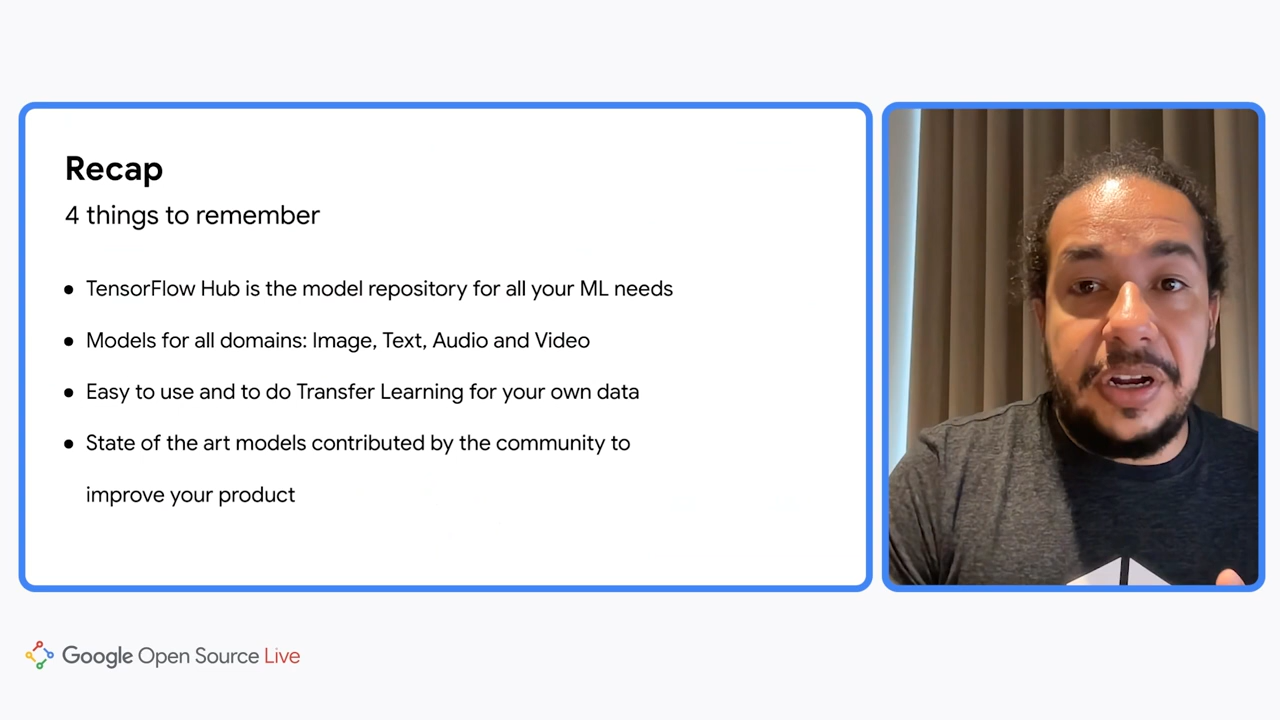 Recap
4 things to remember
● TensorFlow Hub is the model repository for all your ML needs
● Models for all domains: Image, Text, Audio and Video
● Easy to use and to do Transfer Learning for your own data
● State of the art models contributed by the community to
improve your product
Google Open Source Live